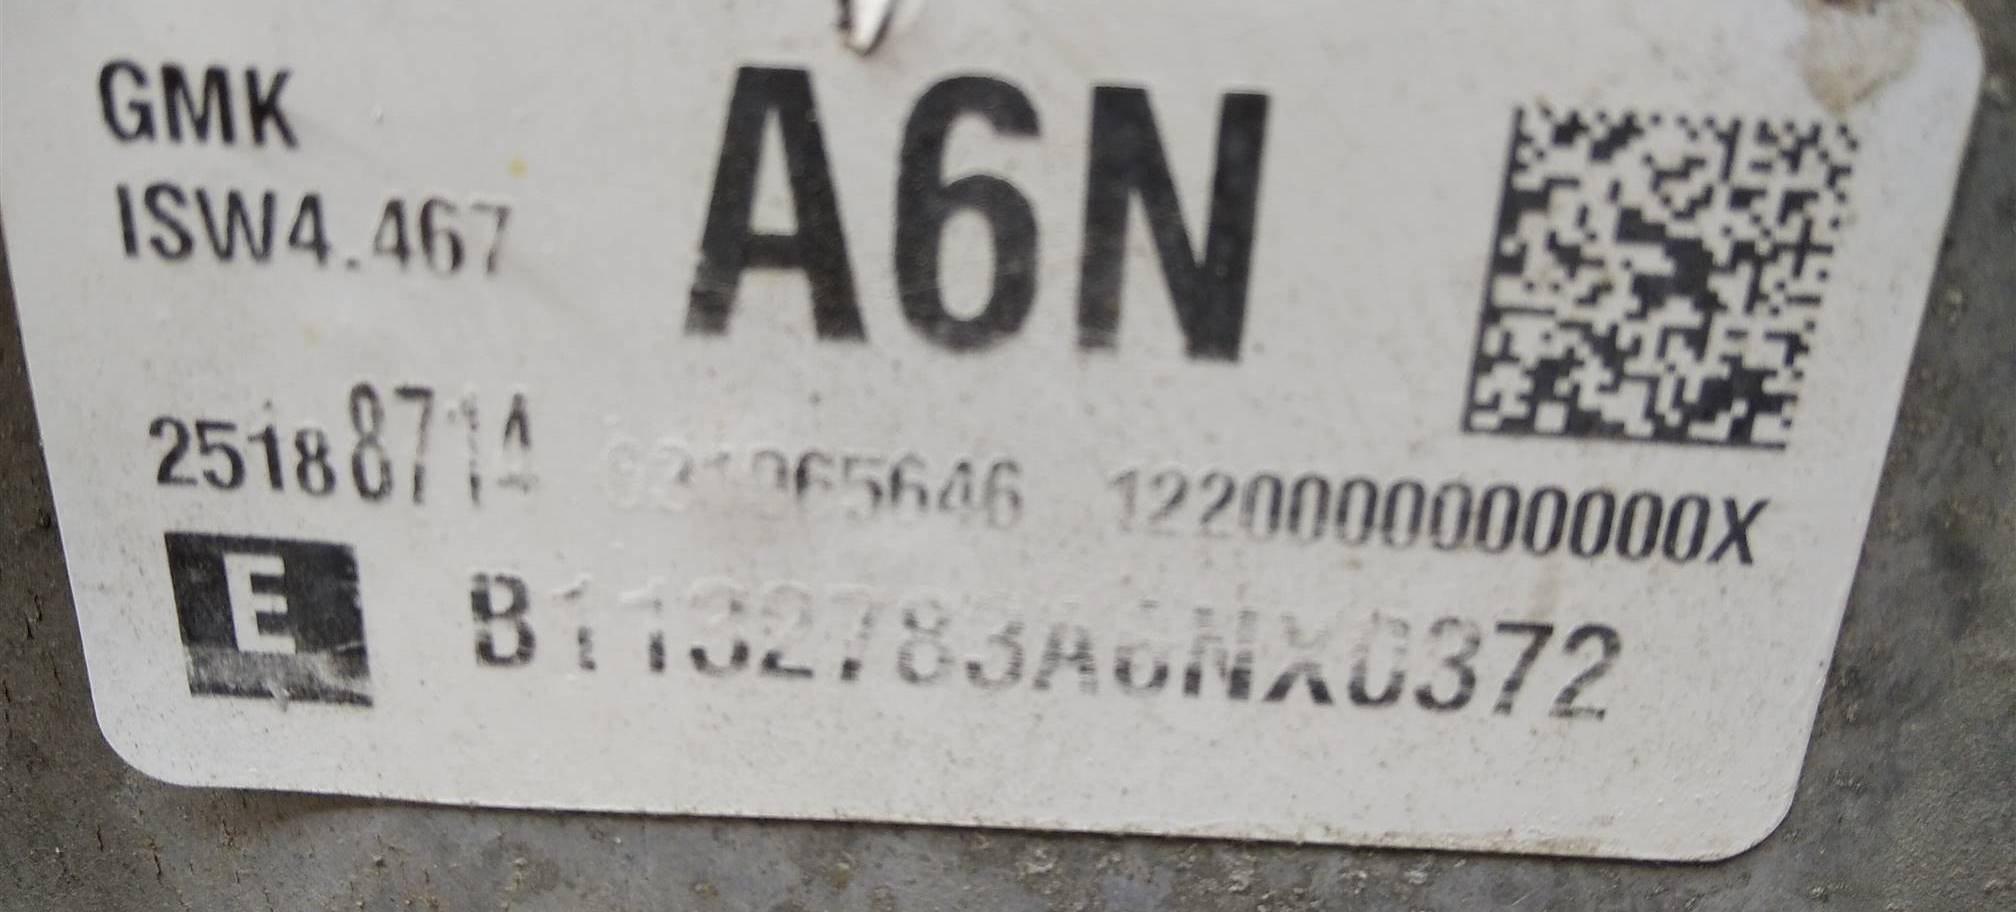 GMK
A6N
ISW4.467
25188714 1220000000000X
E B1132783A6NX0372